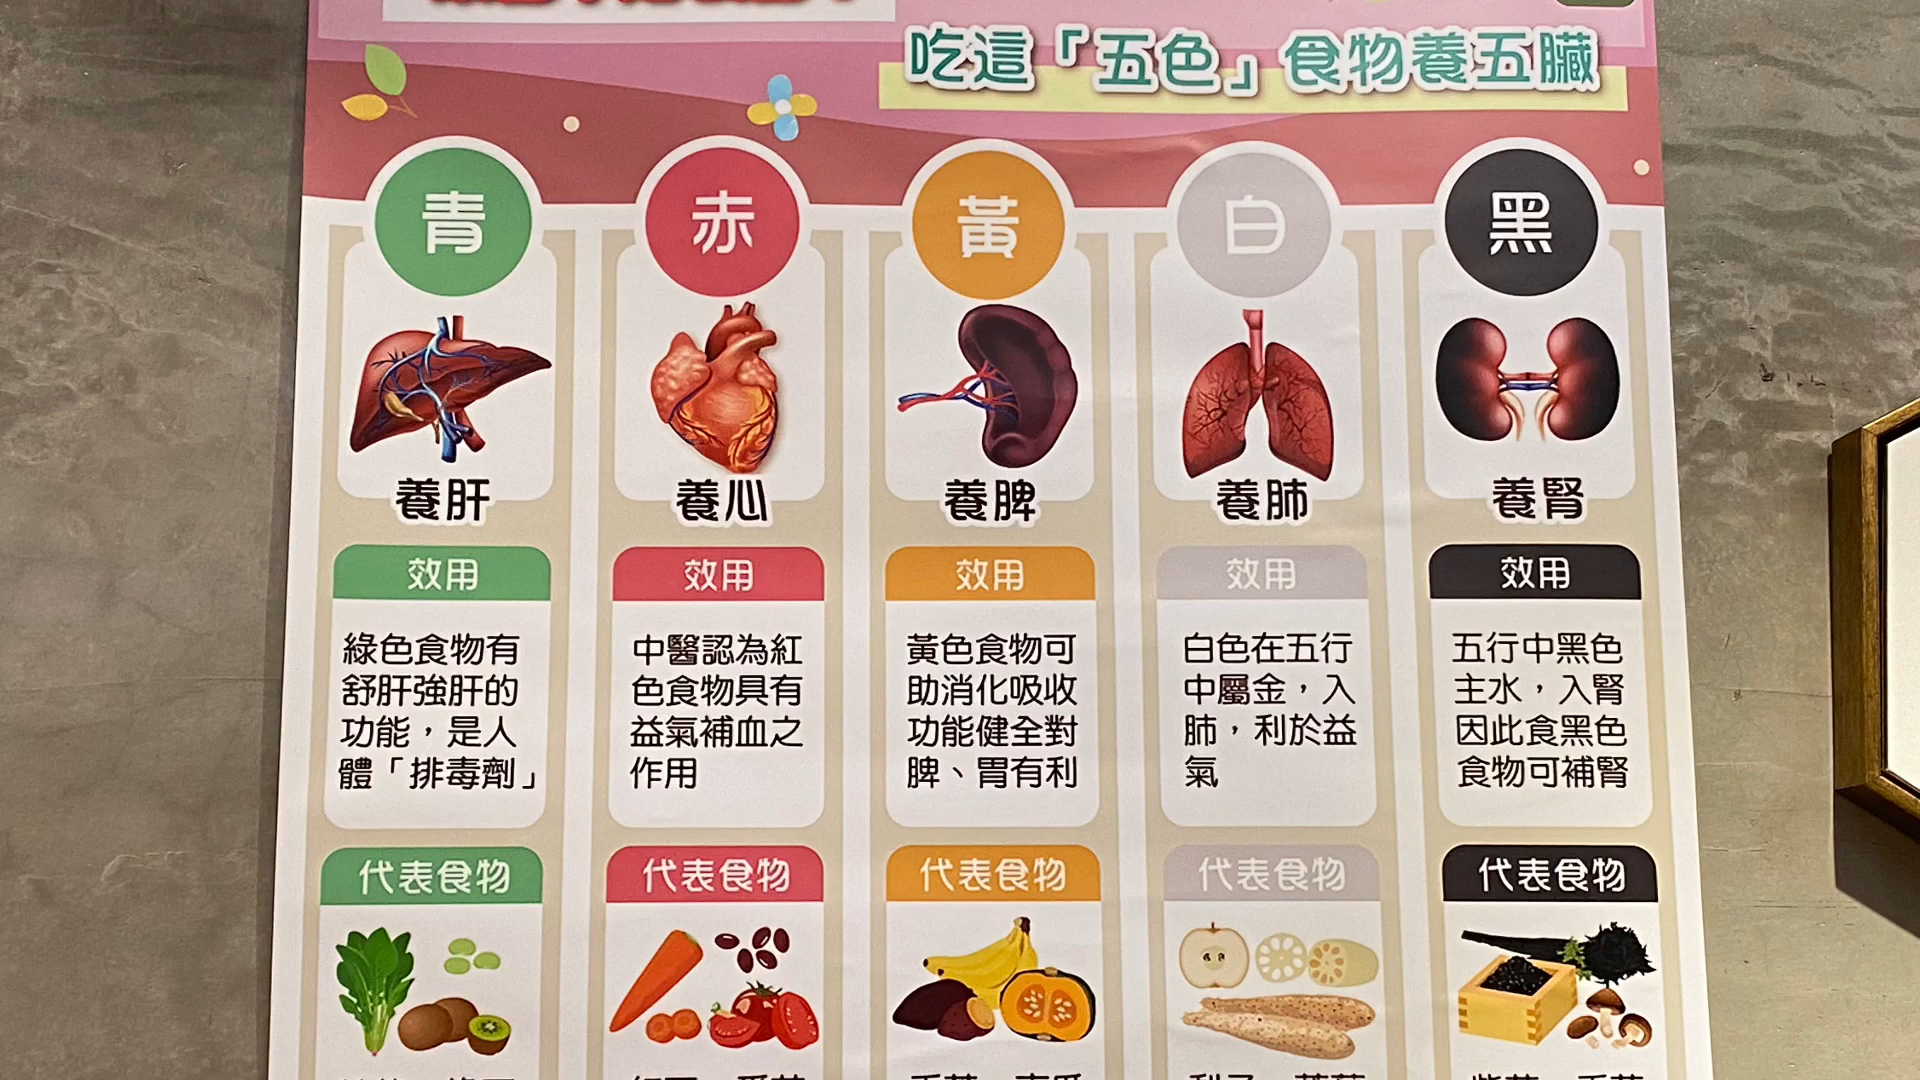 吃這「五色」食物養五臟
青
赤
黃
白
黑
養肝
養心
養脾
養肺
養腎
效用
效用
效用
效用
效用
綠色食物有
舒肝強肝的
功能，是人
體「排毒劑」
中醫認為紅
色食物具有
益氣補血之
作用
黃色食物可
助消化吸收
功能健全對
脾、胃有利
白色在五行
中屬金，入
肺，利於益
氣
五行中黑色
主水，入腎
因此食黑色
食物可補腎
代表食物
代表食物
代表食物
代表食物
代表食物